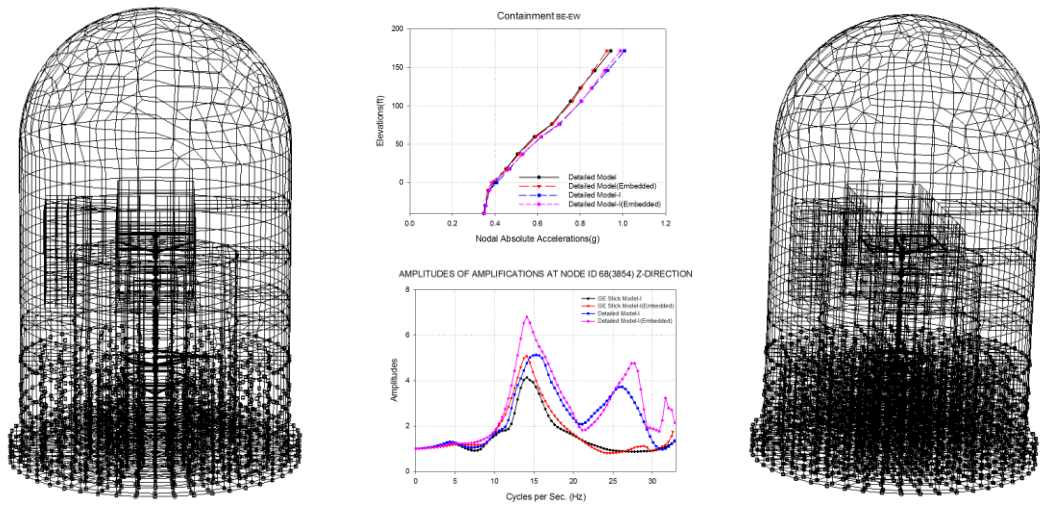 Containment BE-EW
200
150
100
50
0
Elevations(ft)
Detailed Model
Detailed Model(Embedded)
Detailed Model-I
Detailed Model-I(Embedded)
0.0 0.2 0.4 0.6 0.8 1.0 1.2
Nodal Absolute Accelerations(g)
AMPLITUDES OF AMPLIFICATIONS AT NODE ID 68(3854) Z-DIRECTION
8
6
4
2
0
Amplitudes
GE Stick Model-I
GE Stick Model-I(Embedded)
Detailed Model-I
Detailed Model-I(Embedded)
0 5 10 15 20 25 30
Cycles per Sec. (Hz)